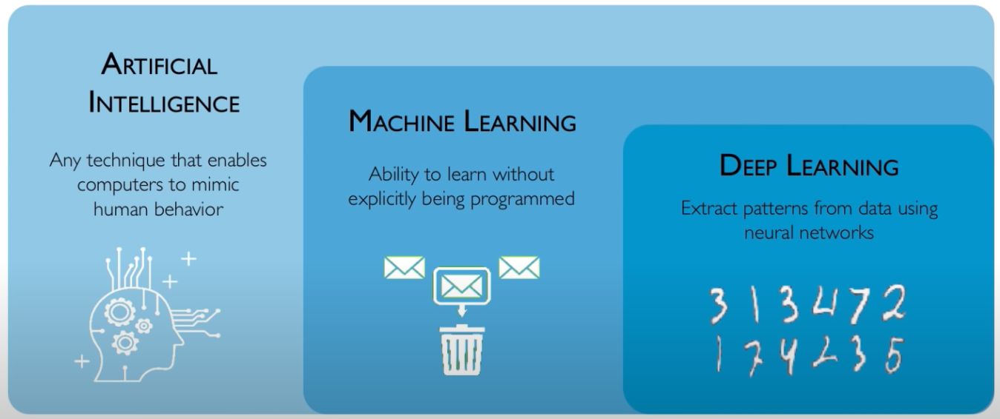 ARTIFICIAL
INTELLIGENCE
Any technique that enables
computers to mimic
human behavior
MACHINE LEARNING
Ability to learn without
explicitly being programmed
DEEP LEARNING
Extract patterns from data using
neural networks
3 1 3 4 7 2
1 7 4 2 3 5